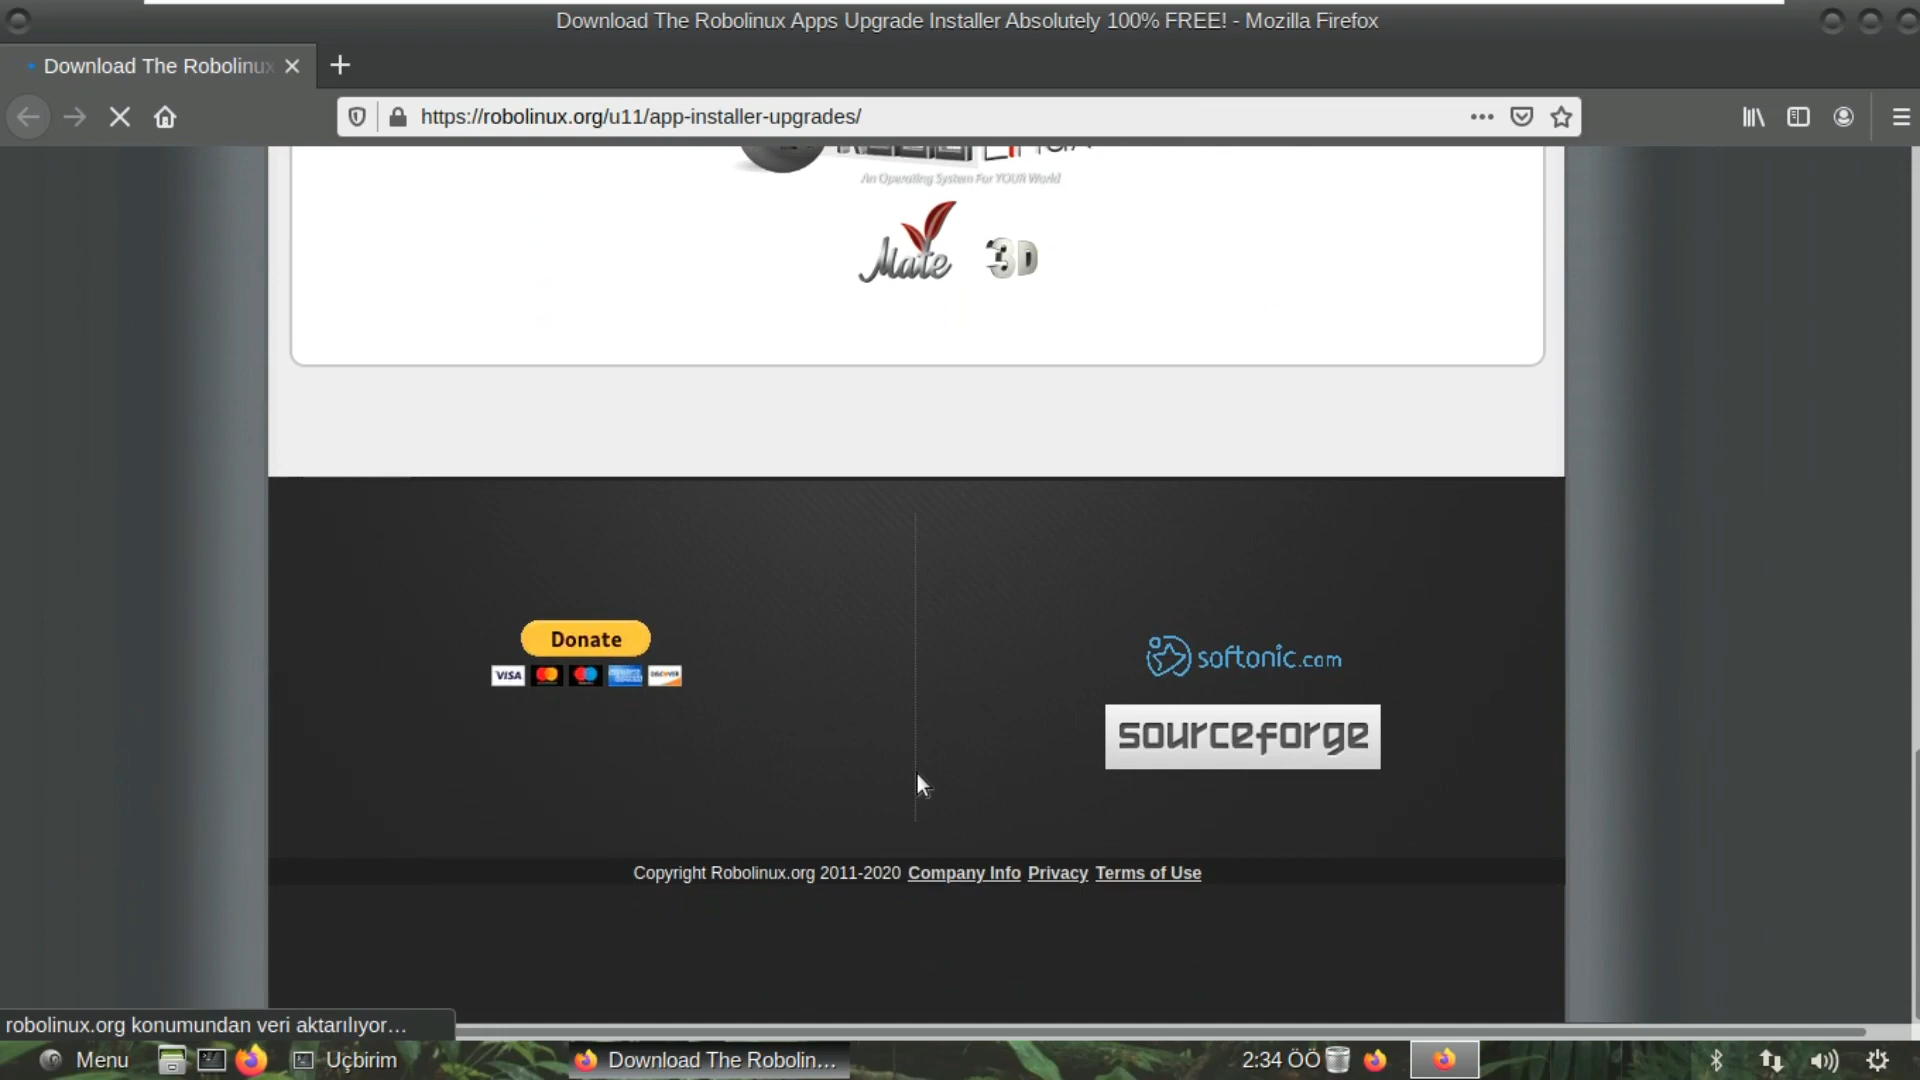 Download The Robolinux Apps Upgrade Installer Absolutely 100% FREE! - Mozilla Firefox
Download The Robolinux
https://robolinux.org/u11/app-installer-upgrades/
An Operating System For YOUR World
Mate 3D
Donate
VISA
DISCOVER
softonic.com
sourceforge
Copyright Robolinux.org 2011-2020 Company Info Privacy Terms of Use
robolinux.org konumundan veri aktarılıyor…
Menu
Uçbirim
Download The Robolin…
2:34 ÖÖ